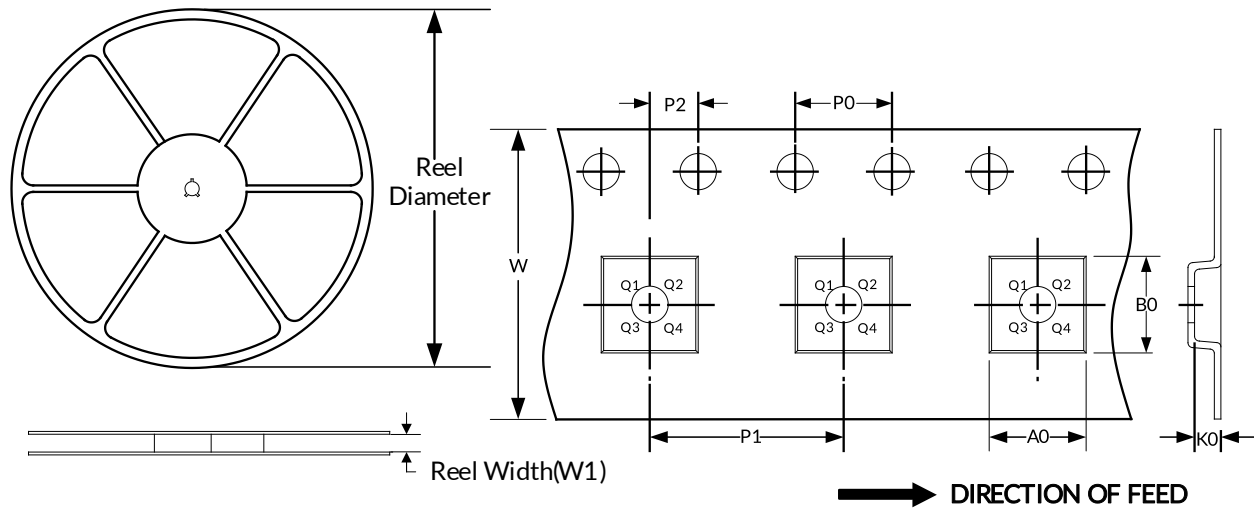 P2
P0
Reel
Diameter
W
Q1 Q2
Q3 Q4
Q1 Q2
Q3 Q4
Q1 Q2
Q3 Q4
B0
P1
A0
K0
Reel Width(W1)
DIRECTION OF FEED